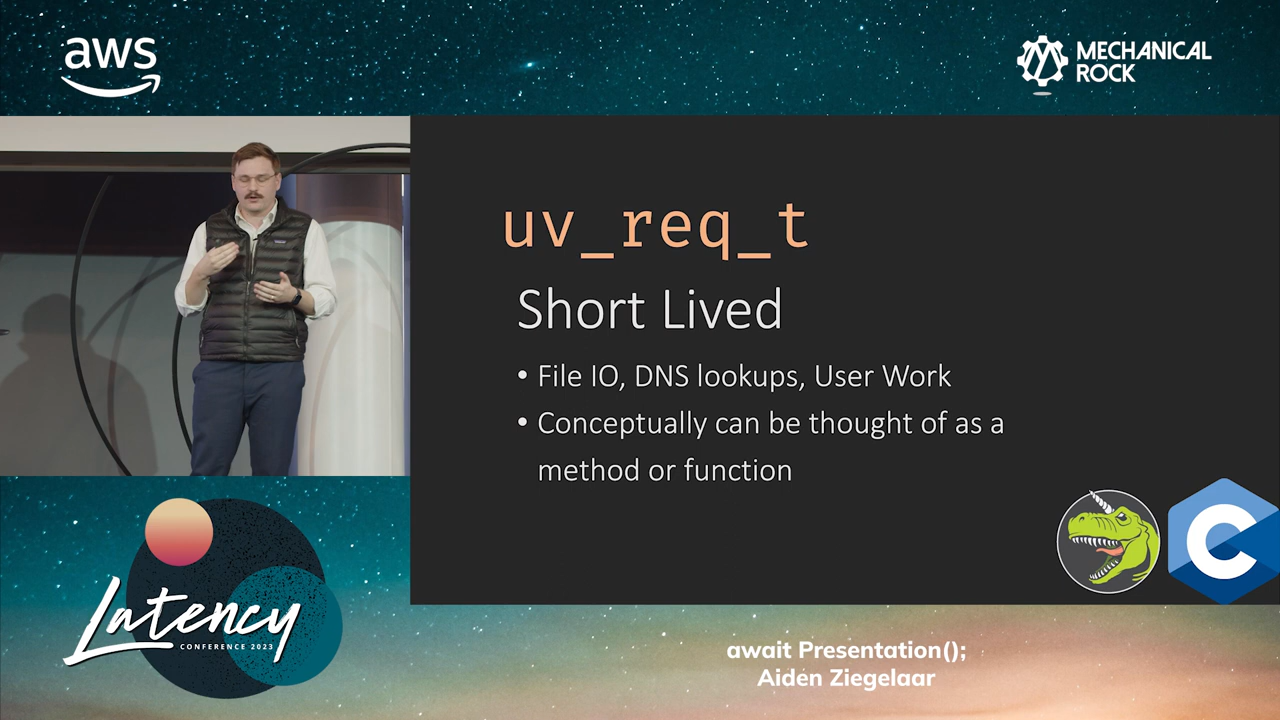 aws
MECHANICAL
ROCK
uv_req_t
Short Lived
• File IO, DNS lookups, User Work
• Conceptually can be thought of as a
method or function
C
Latency
CONFERENCE 2023
await Presentation();
Aiden Ziegelaar